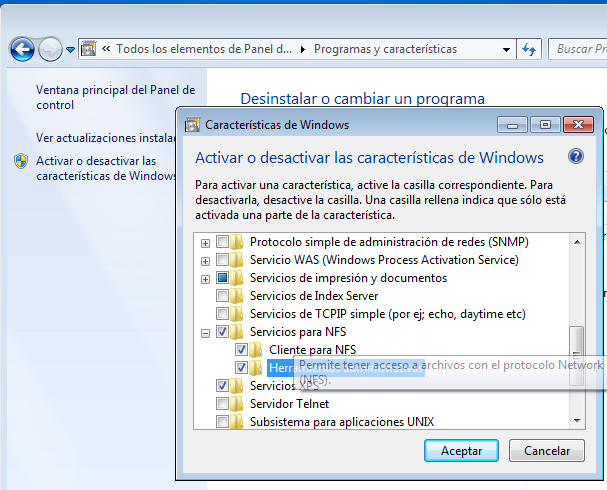 « Todos los elementos de Panel d... Programas y características
Buscar Pr
Ventana principal del Panel de
control
Desinstalar o cambiar un programa
Ver actualizaciones instala
Activar o desactivar las
características de Windows
Características de Windows
Activar o desactivar las características de Windows
Para activar una característica, active la casilla correspondiente. Para
desactivarla, desactive la casilla. Una casilla rellena indica que sólo está
activada una parte de la característica.
Protocolo simple de administración de redes (SNMP)
Servicio WAS (Windows Process Activation Service)
Servicios de impresión y documentos
Servicios de Index Server
Servicios de TCPIP simple (por ej; echo, daytime etc)
Servicios para NFS
Cliente para NFS
Herra
Permite tener acceso a archivos con el protocolo Network
(NFS).
Servicios XPS
Servidor Telnet
Subsistema para aplicaciones UNIX
Aceptar
Cancelar